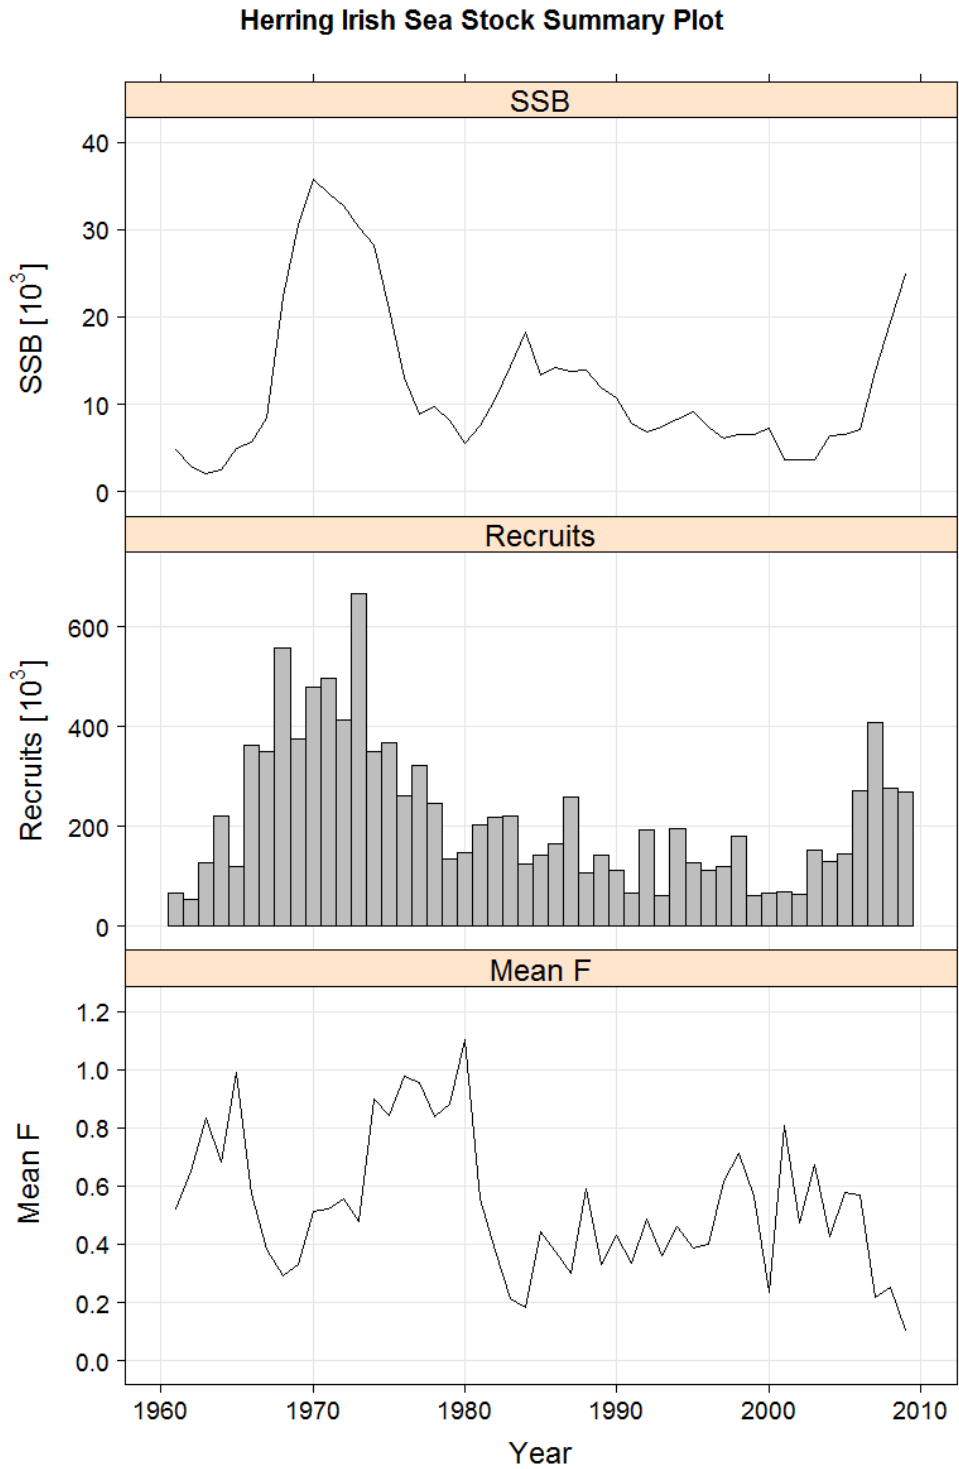 Herring Irish Sea Stock Summary Plot
SSB
40
30
20
10
0
SSB [10³]
Recruits
600
400
200
0
Recruits [10³]
Mean F
1.2
1.0
0.8
0.6
0.4
0.2
0.0
Mean F
1960 1970 1980 1990 2000 2010
Year